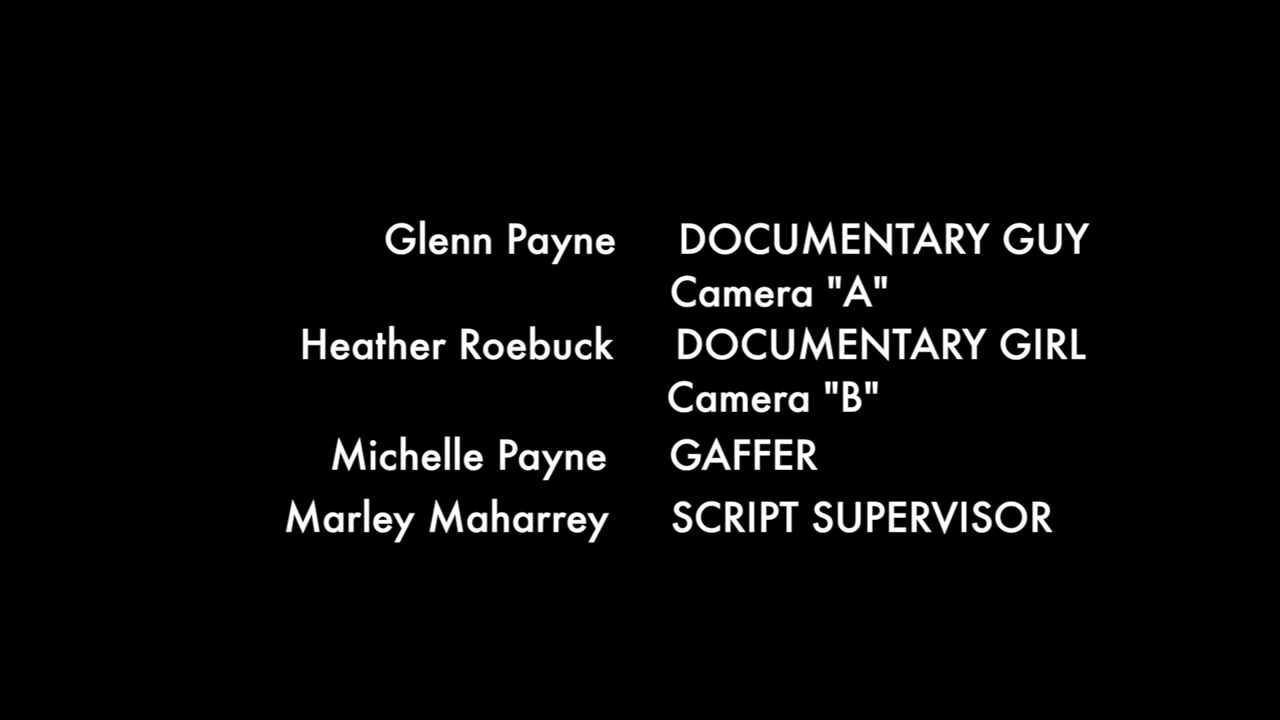 Glenn Payne DOCUMENTARY GUY
Camera "A"
Heather Roebuck DOCUMENTARY GIRL
Camera "B"
Michelle Payne GAFFER
Marley Maharrey SCRIPT SUPERVISOR